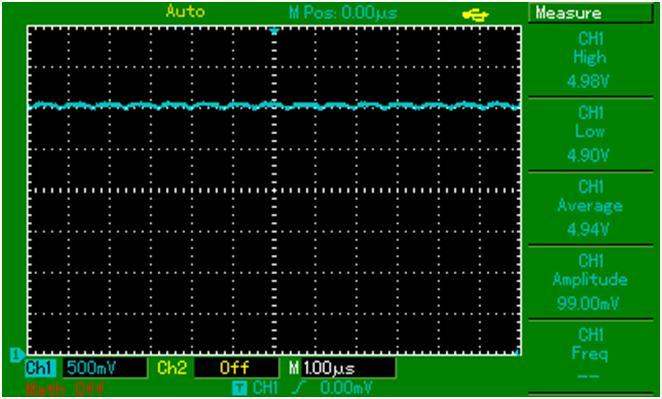 Auto M Pos: 0.00μs
Measure
CH1
High
4.98V
CH1
Low
4.90V
CH1
Average
4.94V
CH1
Amplitude
99.00mV
CH1
Freq
--
1
Ch1 500mV Ch2 Off M 1.00μs
Math Off T CH1 0.00mV